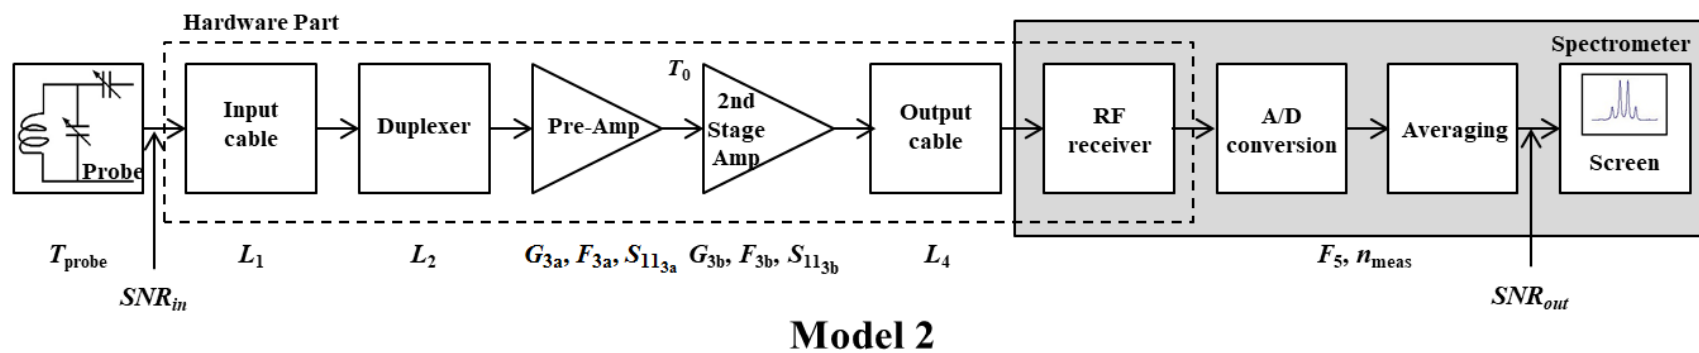 Hardware Part
Spectrometer
T0
Probe
Input
cable
Duplexer
Pre-Amp
2nd
Stage
Amp
Output
cable
RF
receiver
A/D
conversion
Averaging
Screen
Tprobe
L1
L2
G3a, F3a, S113a
G3b, F3b, S113b
L4
F5, nmeas
SNRin
SNRout
Model 2